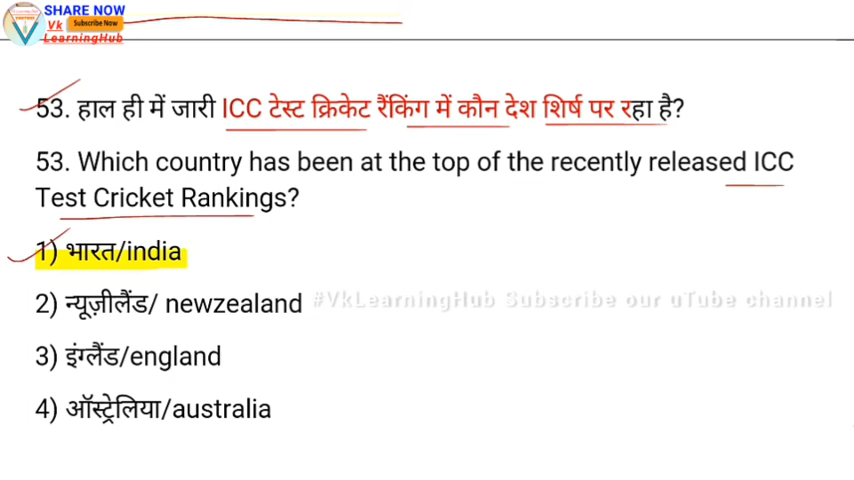 SHARE NOW
Vk Subscribe Now
LearningHub
53. हाल ही में जारी ICC टेस्ट क्रिकेट रैंकिंग में कौन देश शिर्ष पर रहा है?
53. Which country has been at the top of the recently released ICC
Test Cricket Rankings?
1) भारत/india
2) न्यूज़ीलैंड/ newzealand
#VkLearningHub Subscribe our uTube channel
3) इंग्लैंड/england
4) ऑस्ट्रेलिया/australia